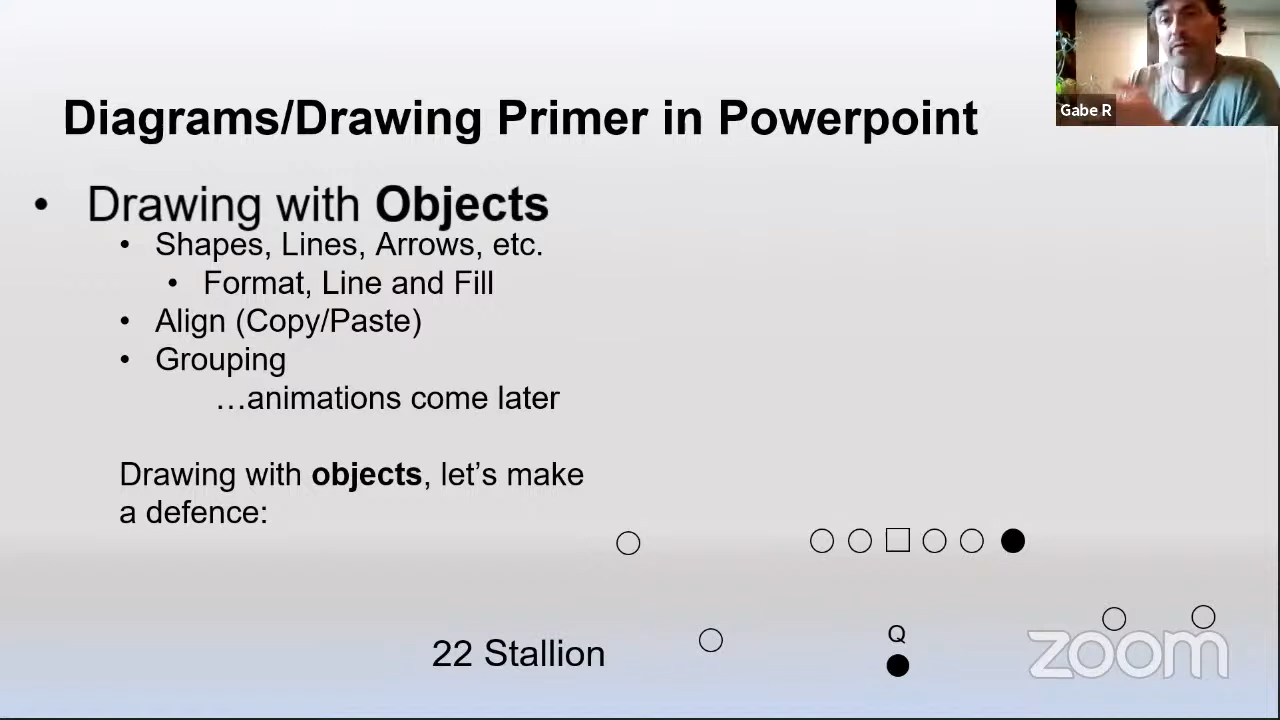 Diagrams/Drawing Primer in Powerpoint
Gabe R
• Drawing with Objects
• Shapes, Lines, Arrows, etc.
• Format, Line and Fill
• Align (Copy/Paste)
• Grouping
…animations come later
Drawing with objects, let’s make
a defence:
Q
22 Stallion
zoom